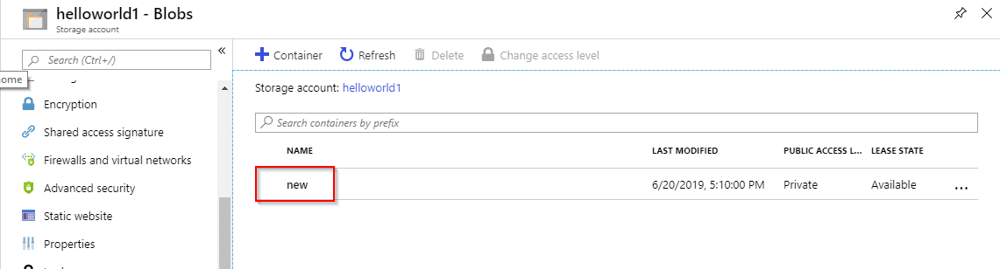 helloworld1 - Blobs
Storage account
Search (Ctrl+/)
ome
Encryption
Shared access signature
Firewalls and virtual networks
Advanced security
Static website
Properties
+ Container Refresh Delete Change access level
Storage account: helloworld1
Search containers by prefix
NAME LAST MODIFIED PUBLIC ACCESS L... LEASE STATE
new 6/20/2019, 5:10:00 PM Private Available ...